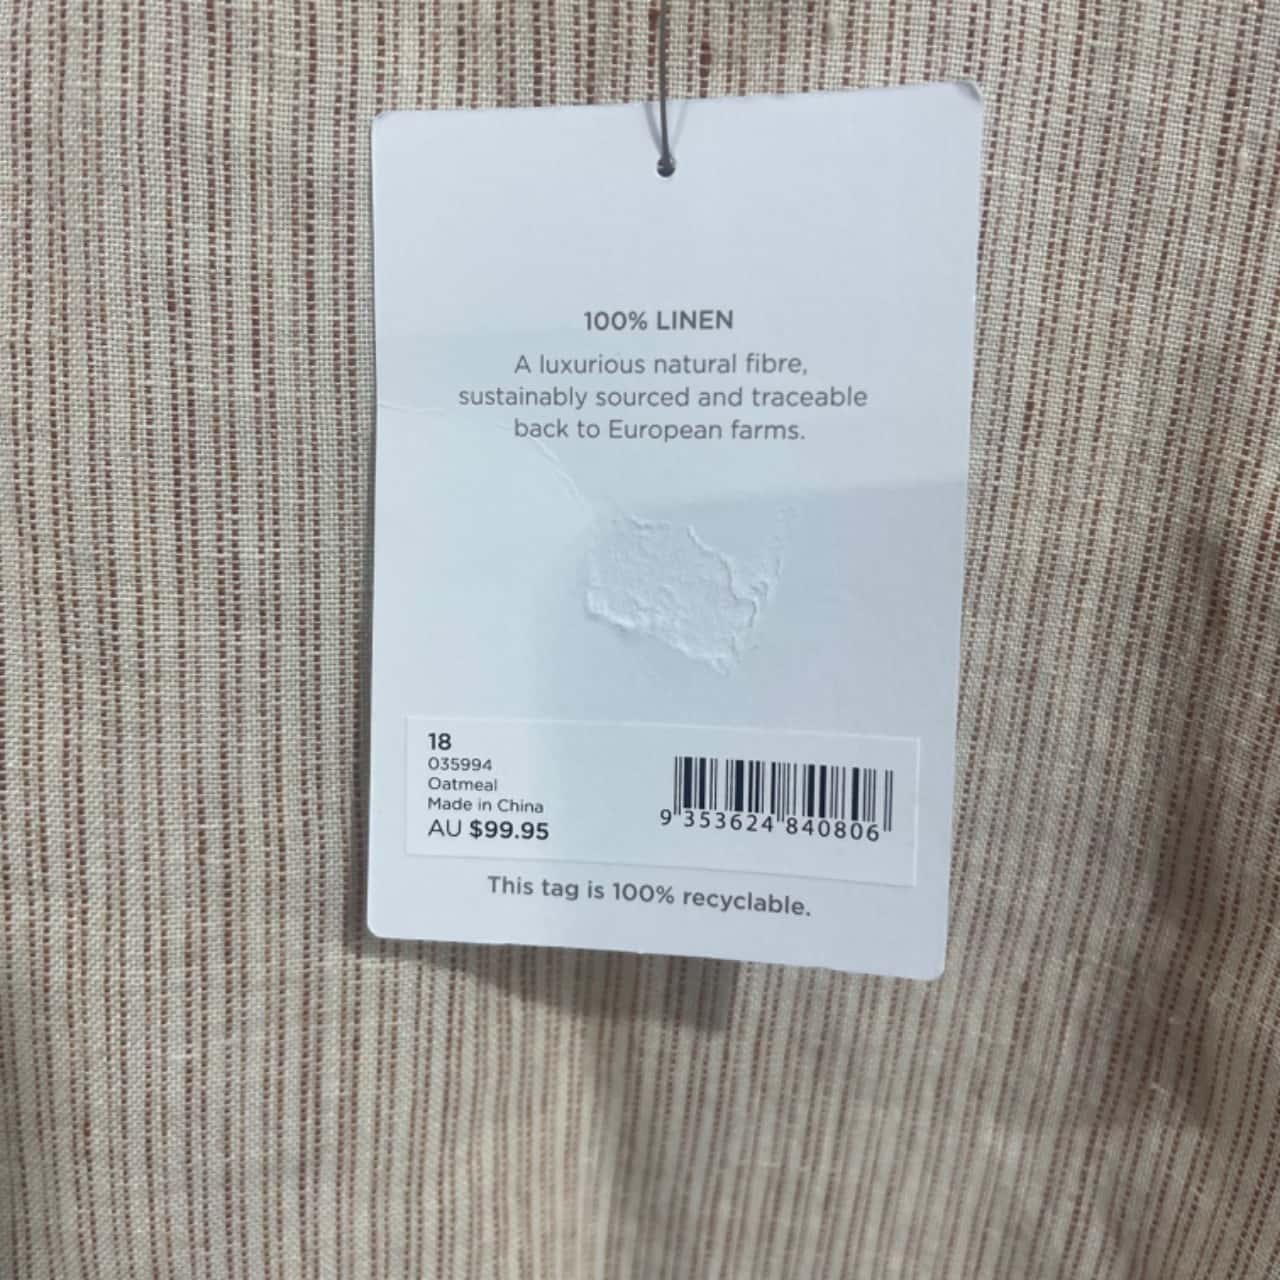 100% LINEN
A luxurious natural fibre,
sustainably sourced and traceable
back to European farms.
18
035994
Oatmeal
Made in China
AU $99.95
9 353624 840806
This tag is 100% recyclable.